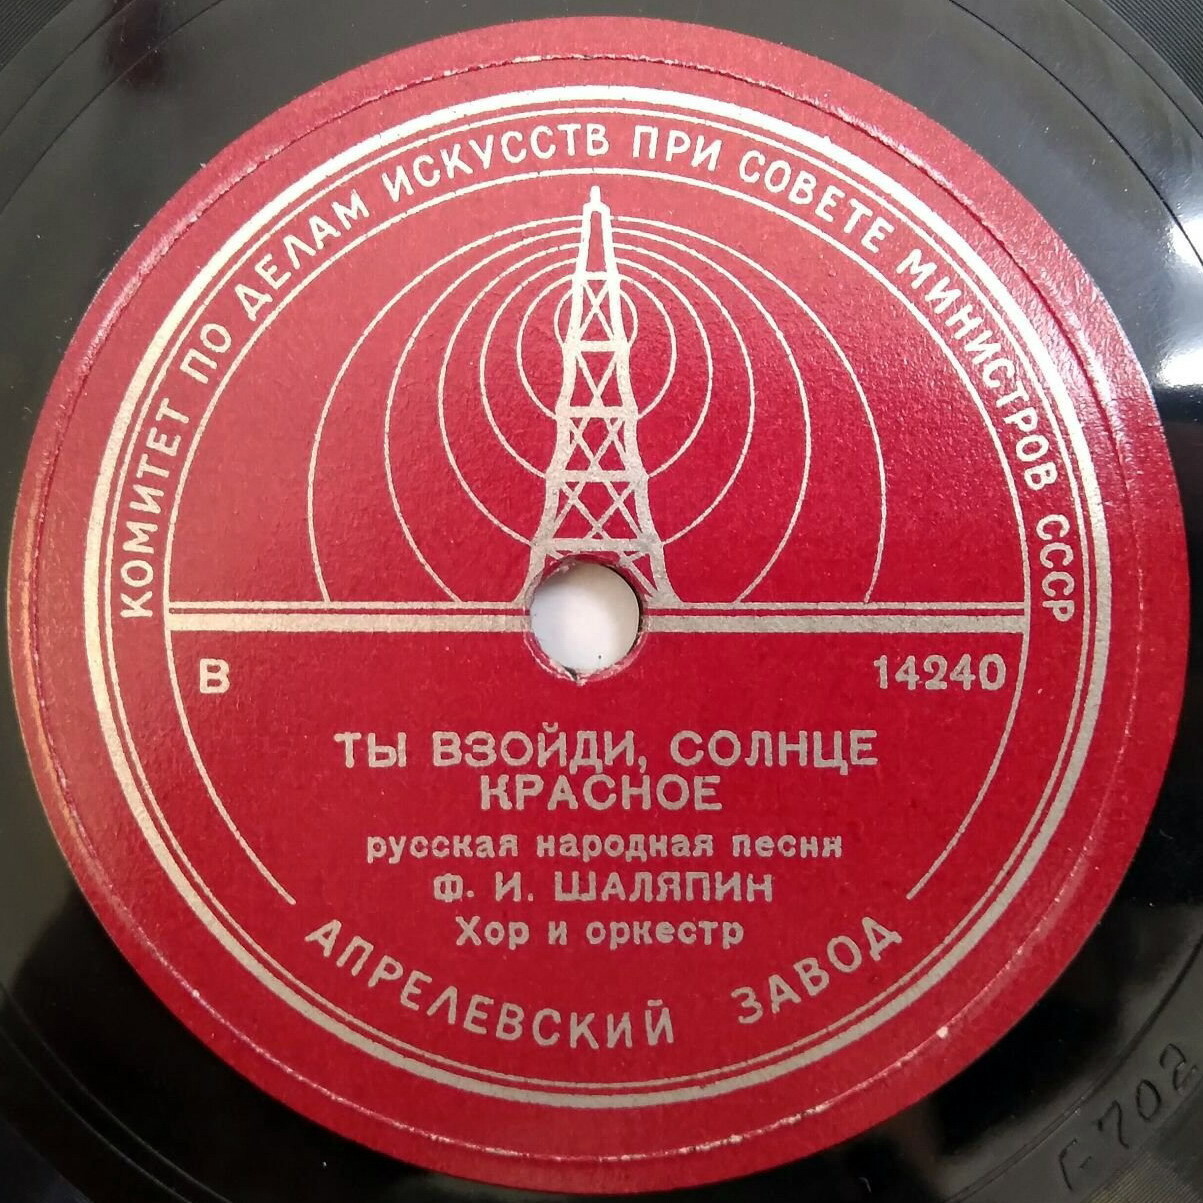 КОМИТЕТ ПО ДЕЛАМ ИСКУССТВ ПРИ СОВЕТЕ МИНИСТРОВ СССР
В 14240
ТЫ ВЗОЙДИ, СОЛНЦЕ
КРАСНОЕ
русская народная песни
Ф. И. ШАЛЯПИН
Хор и оркестр
АПРЕЛЕВСКИЙ ЗАВОД